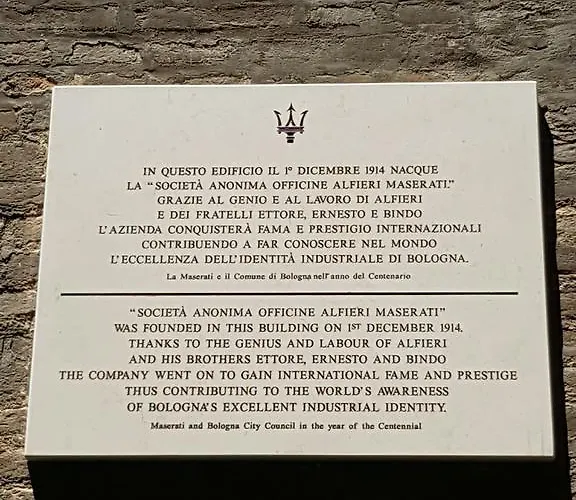 IN QUESTO EDIFICIO IL 1° DICEMBRE 1914 NACQUE
LA "SOCIETÀ ANONIMA OFFICINE ALFIERI MASERATI."
GRAZIE AL GENIO E AL LAVORO DI ALFIERI
E DEI FRATELLI ETTORE, ERNESTO E BINDO
L'AZIENDA CONQUISTERÀ FAMA E PRESTIGIO INTERNAZIONALI
CONTRIBUENDO A FAR CONOSCERE NEL MONDO
L'ECCELLENZA DELL'IDENTITÀ INDUSTRIALE DI BOLOGNA.
La Maserati e il Comune di Bologna nell'anno del Centenario
"SOCIETÀ ANONIMA OFFICINE ALFIERI MASERATI"
WAS FOUNDED IN THIS BUILDING ON 1ST DECEMBER 1914.
THANKS TO THE GENIUS AND LABOUR OF ALFIERI
AND HIS BROTHERS ETTORE, ERNESTO AND BINDO
THE COMPANY WENT ON TO GAIN INTERNATIONAL FAME AND PRESTIGE
THUS CONTRIBUTING TO THE WORLD'S AWARENESS
OF BOLOGNA'S EXCELLENT INDUSTRIAL IDENTITY.
Maserati and Bologna City Council in the year of the Centennial